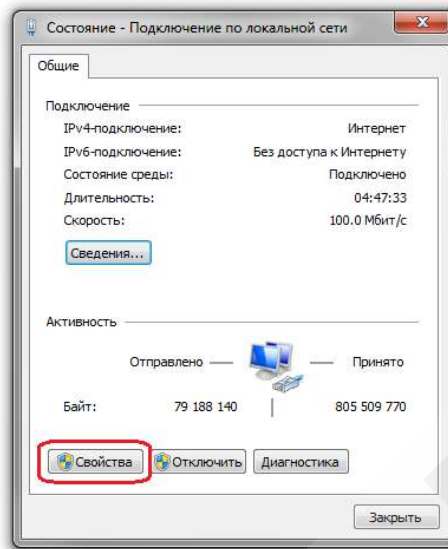 Состояние - Подключение по локальной сети
Общие
Подключение
IPv4-подключение: Интернет
IPv6-подключение: Без доступа к Интернету
Состояние среды: Подключено
Длительность: 04:47:33
Скорость: 100.0 Мбит/с
Сведения...
Активность
Отправлено — — Принято
Байт: 79 188 140 | 805 509 770
Свойства Отключить Диагностика
Закрыть